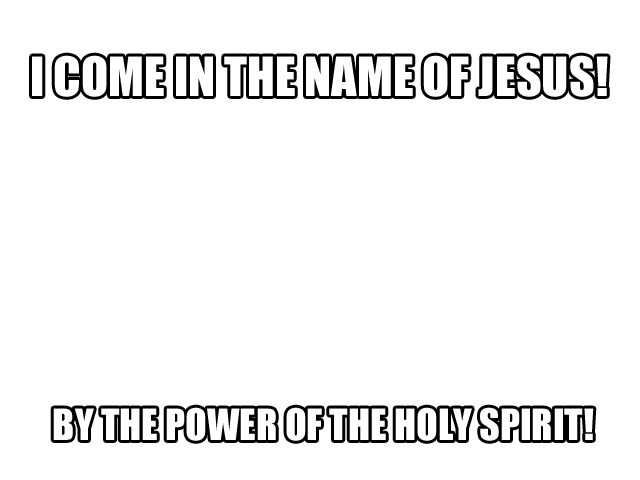 I COME IN THE NAME OF JESUS!
BY THE POWER OF THE HOLY SPIRIT!